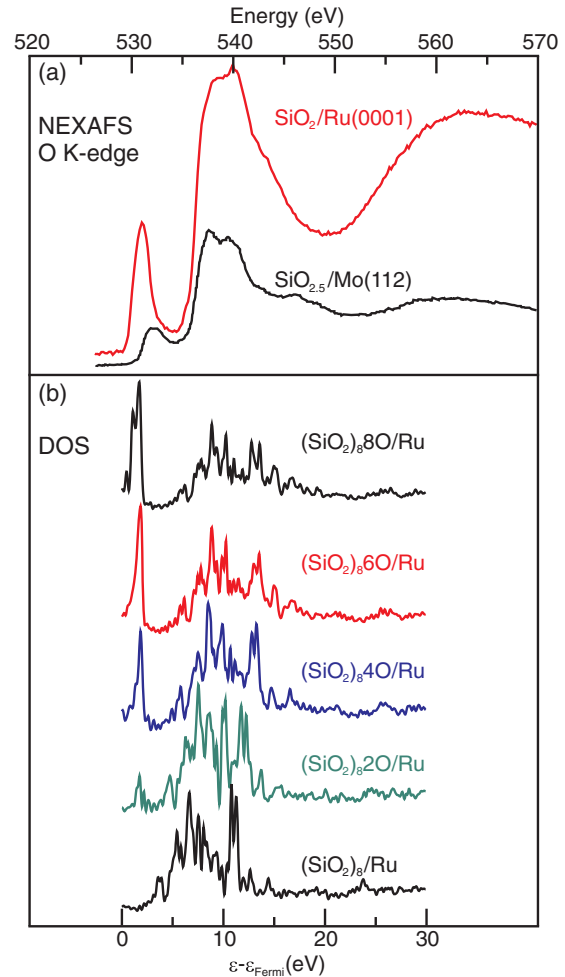 Energy (eV)
520 530 540 550 560 570
(a)
NEXAFS
O K-edge
SiO₂/Ru(0001)
SiO₂.₅/Mo(112)
(b)
DOS
(SiO₂)₈8O/Ru
(SiO₂)₈6O/Ru
(SiO₂)₈4O/Ru
(SiO₂)₈2O/Ru
(SiO₂)₈/Ru
0 10 20 30
ε-εFermi(eV)